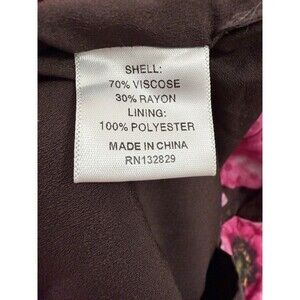 SHELL:
70% VISCOSE
30% RAYON
LINING:
100% POLYESTER
MADE IN CHINA
RN132829